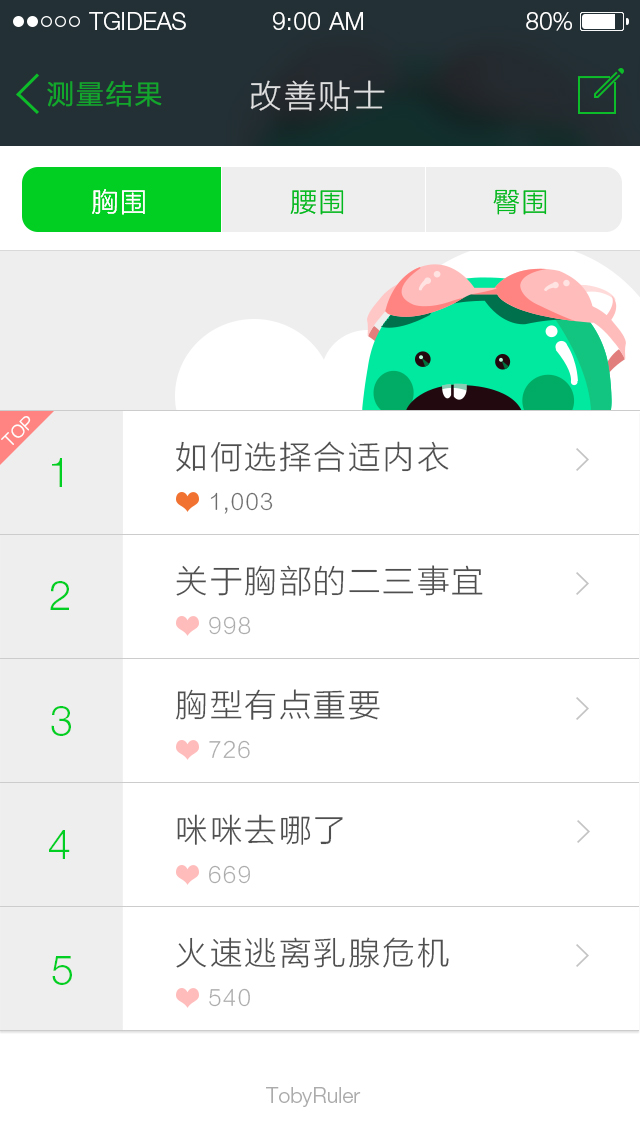 TGIDEAS 9:00 AM 80%
测量结果 改善贴士
胸围 腰围 臀围
TOP
1 如何选择合适内衣
1,003
2 关于胸部的二三事宜
998
3 胸型有点重要
726
4 咪咪去哪了
669
5 火速逃离乳腺危机
540
TobyRuler